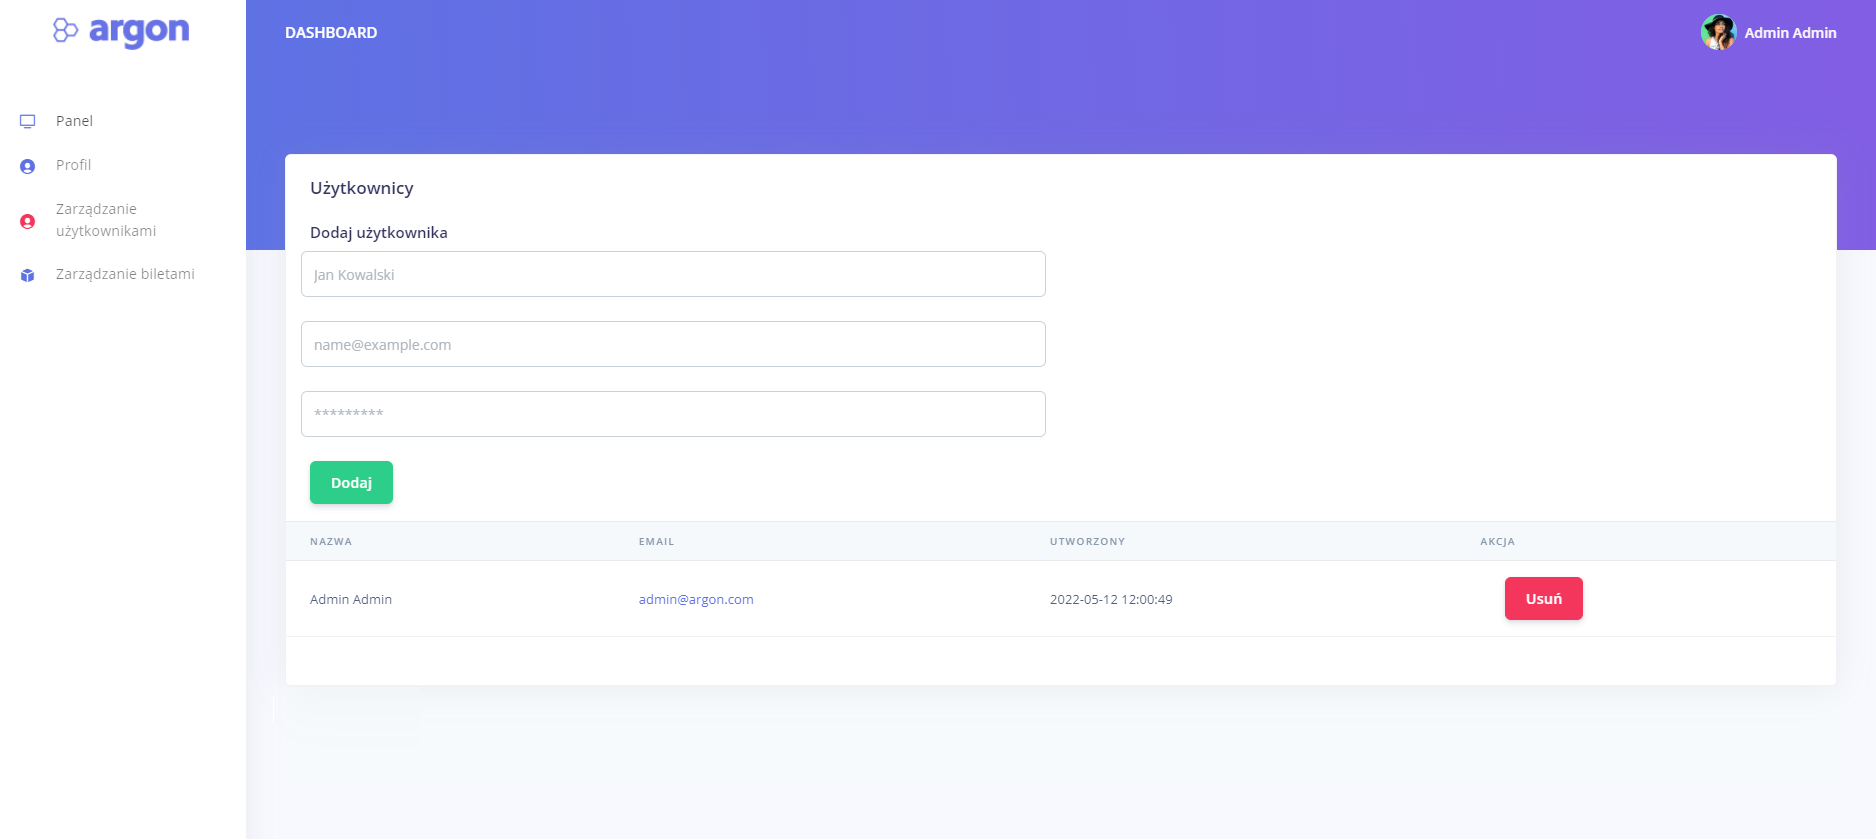 argon
DASHBOARD
Admin Admin
Panel
Profil
Zarządzanie
użytkownikami
Zarządzanie biletami
Użytkownicy
Dodaj użytkownika
Jan Kowalski
name@example.com
*********
Dodaj
NAZWA EMAIL UTWORZONY AKCJA
Admin Admin admin@argon.com 2022-05-12 12:00:49 Usuń